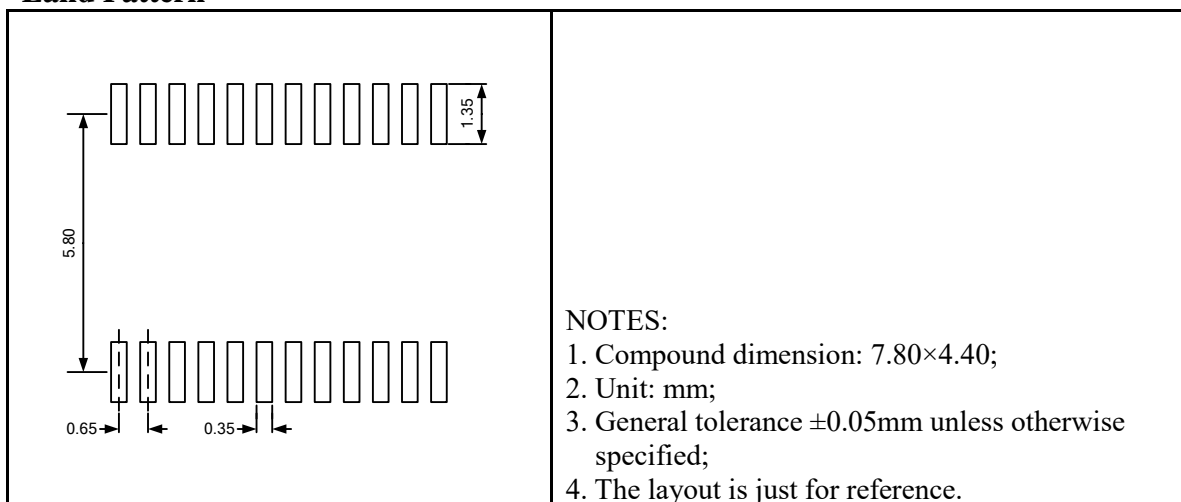 Land Pattern
1.35
5.80
0.65
0.35
NOTES:
1. Compound dimension: 7.80×4.40;
2. Unit: mm;
3. General tolerance ±0.05mm unless otherwise
specified;
4. The layout is just for reference.